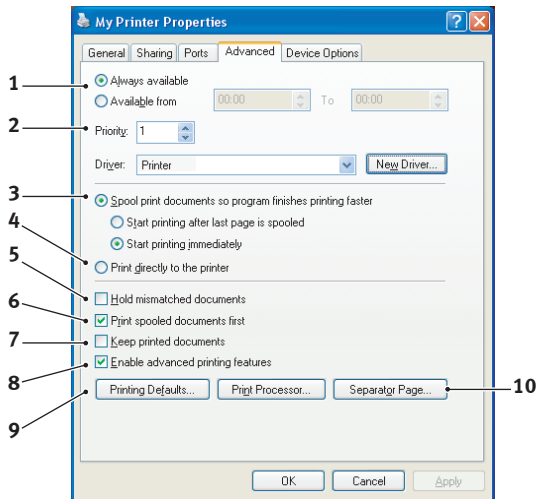 My Printer Properties
General Sharing Ports Advanced Device Options
1 Always available
Available from 00:00 To 00:00
2 Priority: 1
Driver: Printer New Driver...
3 Spool print documents so program finishes printing faster
Start printing after last page is spooled
Start printing immediately
4 Print directly to the printer
5 Hold mismatched documents
6 Print spooled documents first
7 Keep printed documents
8 Enable advanced printing features
9 Printing Defaults... Print Processor... Separator Page... 10
OK Cancel Apply